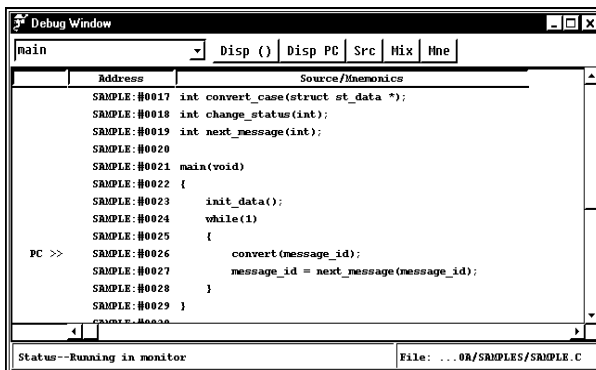 Debug Window
main Disp () Disp PC Src Mix Mne
Address Source/Mnemonics
SAMPLE:#0017 int convert_case(struct st_data *);
SAMPLE:#0018 int change_status(int);
SAMPLE:#0019 int next_message(int);
SAMPLE:#0020
SAMPLE:#0021 main(void)
SAMPLE:#0022 {
SAMPLE:#0023 init_data();
SAMPLE:#0024 while(1)
SAMPLE:#0025 {
PC >> SAMPLE:#0026 convert(message_id);
SAMPLE:#0027 message_id = next_message(message_id);
SAMPLE:#0028 }
SAMPLE:#0029 }
Status--Running in monitor File: ...0A/SAMPLES/SAMPLE.C